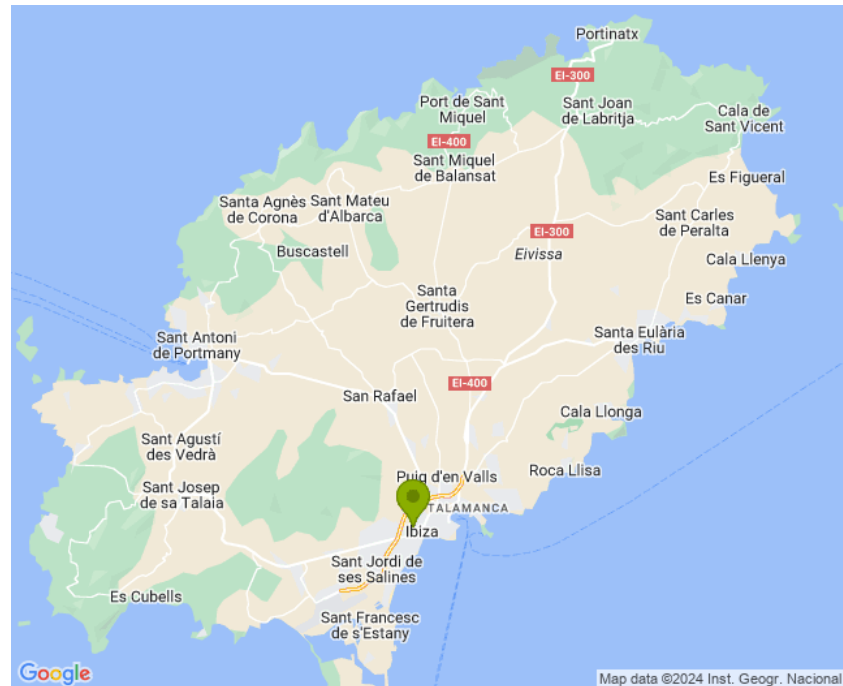 Portinatx
EI-300
Port de Sant
Miquel
Sant Joan
de Labritja
Cala de
Sant Vicent
EI-400
Sant Miquel
de Balansat
Es Figueral
Santa Agnès
de Corona
Sant Mateu
d'Albarca
Sant Carles
de Peralta
EI-300
Buscastell
Eivissa
Cala Llenya
Santa
Gertrudis
de Fruitera
Es Canar
Sant Antoni
de Portmany
Santa Eulària
des Riu
EI-400
San Rafael
Cala Llonga
Sant Agustí
des Vedrà
Roca Llisa
Puig d'en Valls
Sant Josep
de sa Talaia
TALAMANCA
Ibiza
Sant Jordi de
ses Salines
Es Cubells
Sant Francesc
de s'Estany
Google
Map data ©2024 Inst. Geogr. Nacional